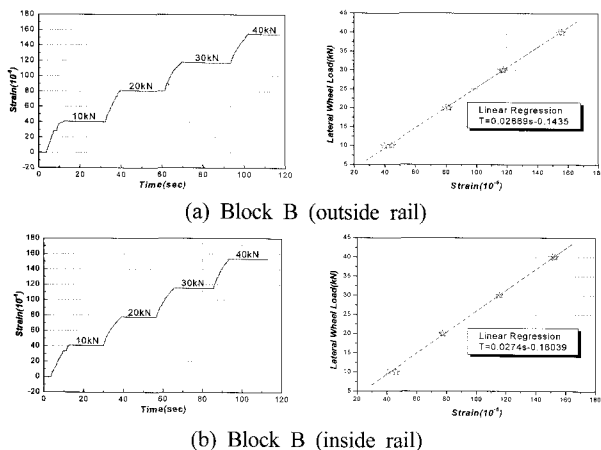 180
160
140
120
100
80
60
40
20
0
-20
Strain(10⁻⁶)
10kN
20kN
30kN
40kN
0 20 40 60 80 100 120
Time(sec)
45
40
35
30
25
20
15
10
5
Lateral Wheel Load(kN)
Linear Regression
T=0.02689s-0.1435
20 40 60 80 100 120 140 160 180
Strain(10⁻⁶)
(a) Block B (outside rail)
180
160
140
120
100
80
60
40
20
0
-20
Strain(10⁻⁶)
10kN
20kN
30kN
40kN
0 20 40 60 80 100 120
Time(sec)
45
40
35
30
25
20
15
10
5
Lateral Wheel Load(kN)
Linear Regression
T=0.0274s-0.16039
20 40 60 80 100 120 140 160 180
Strain(10⁻⁶)
(b) Block B (inside rail)